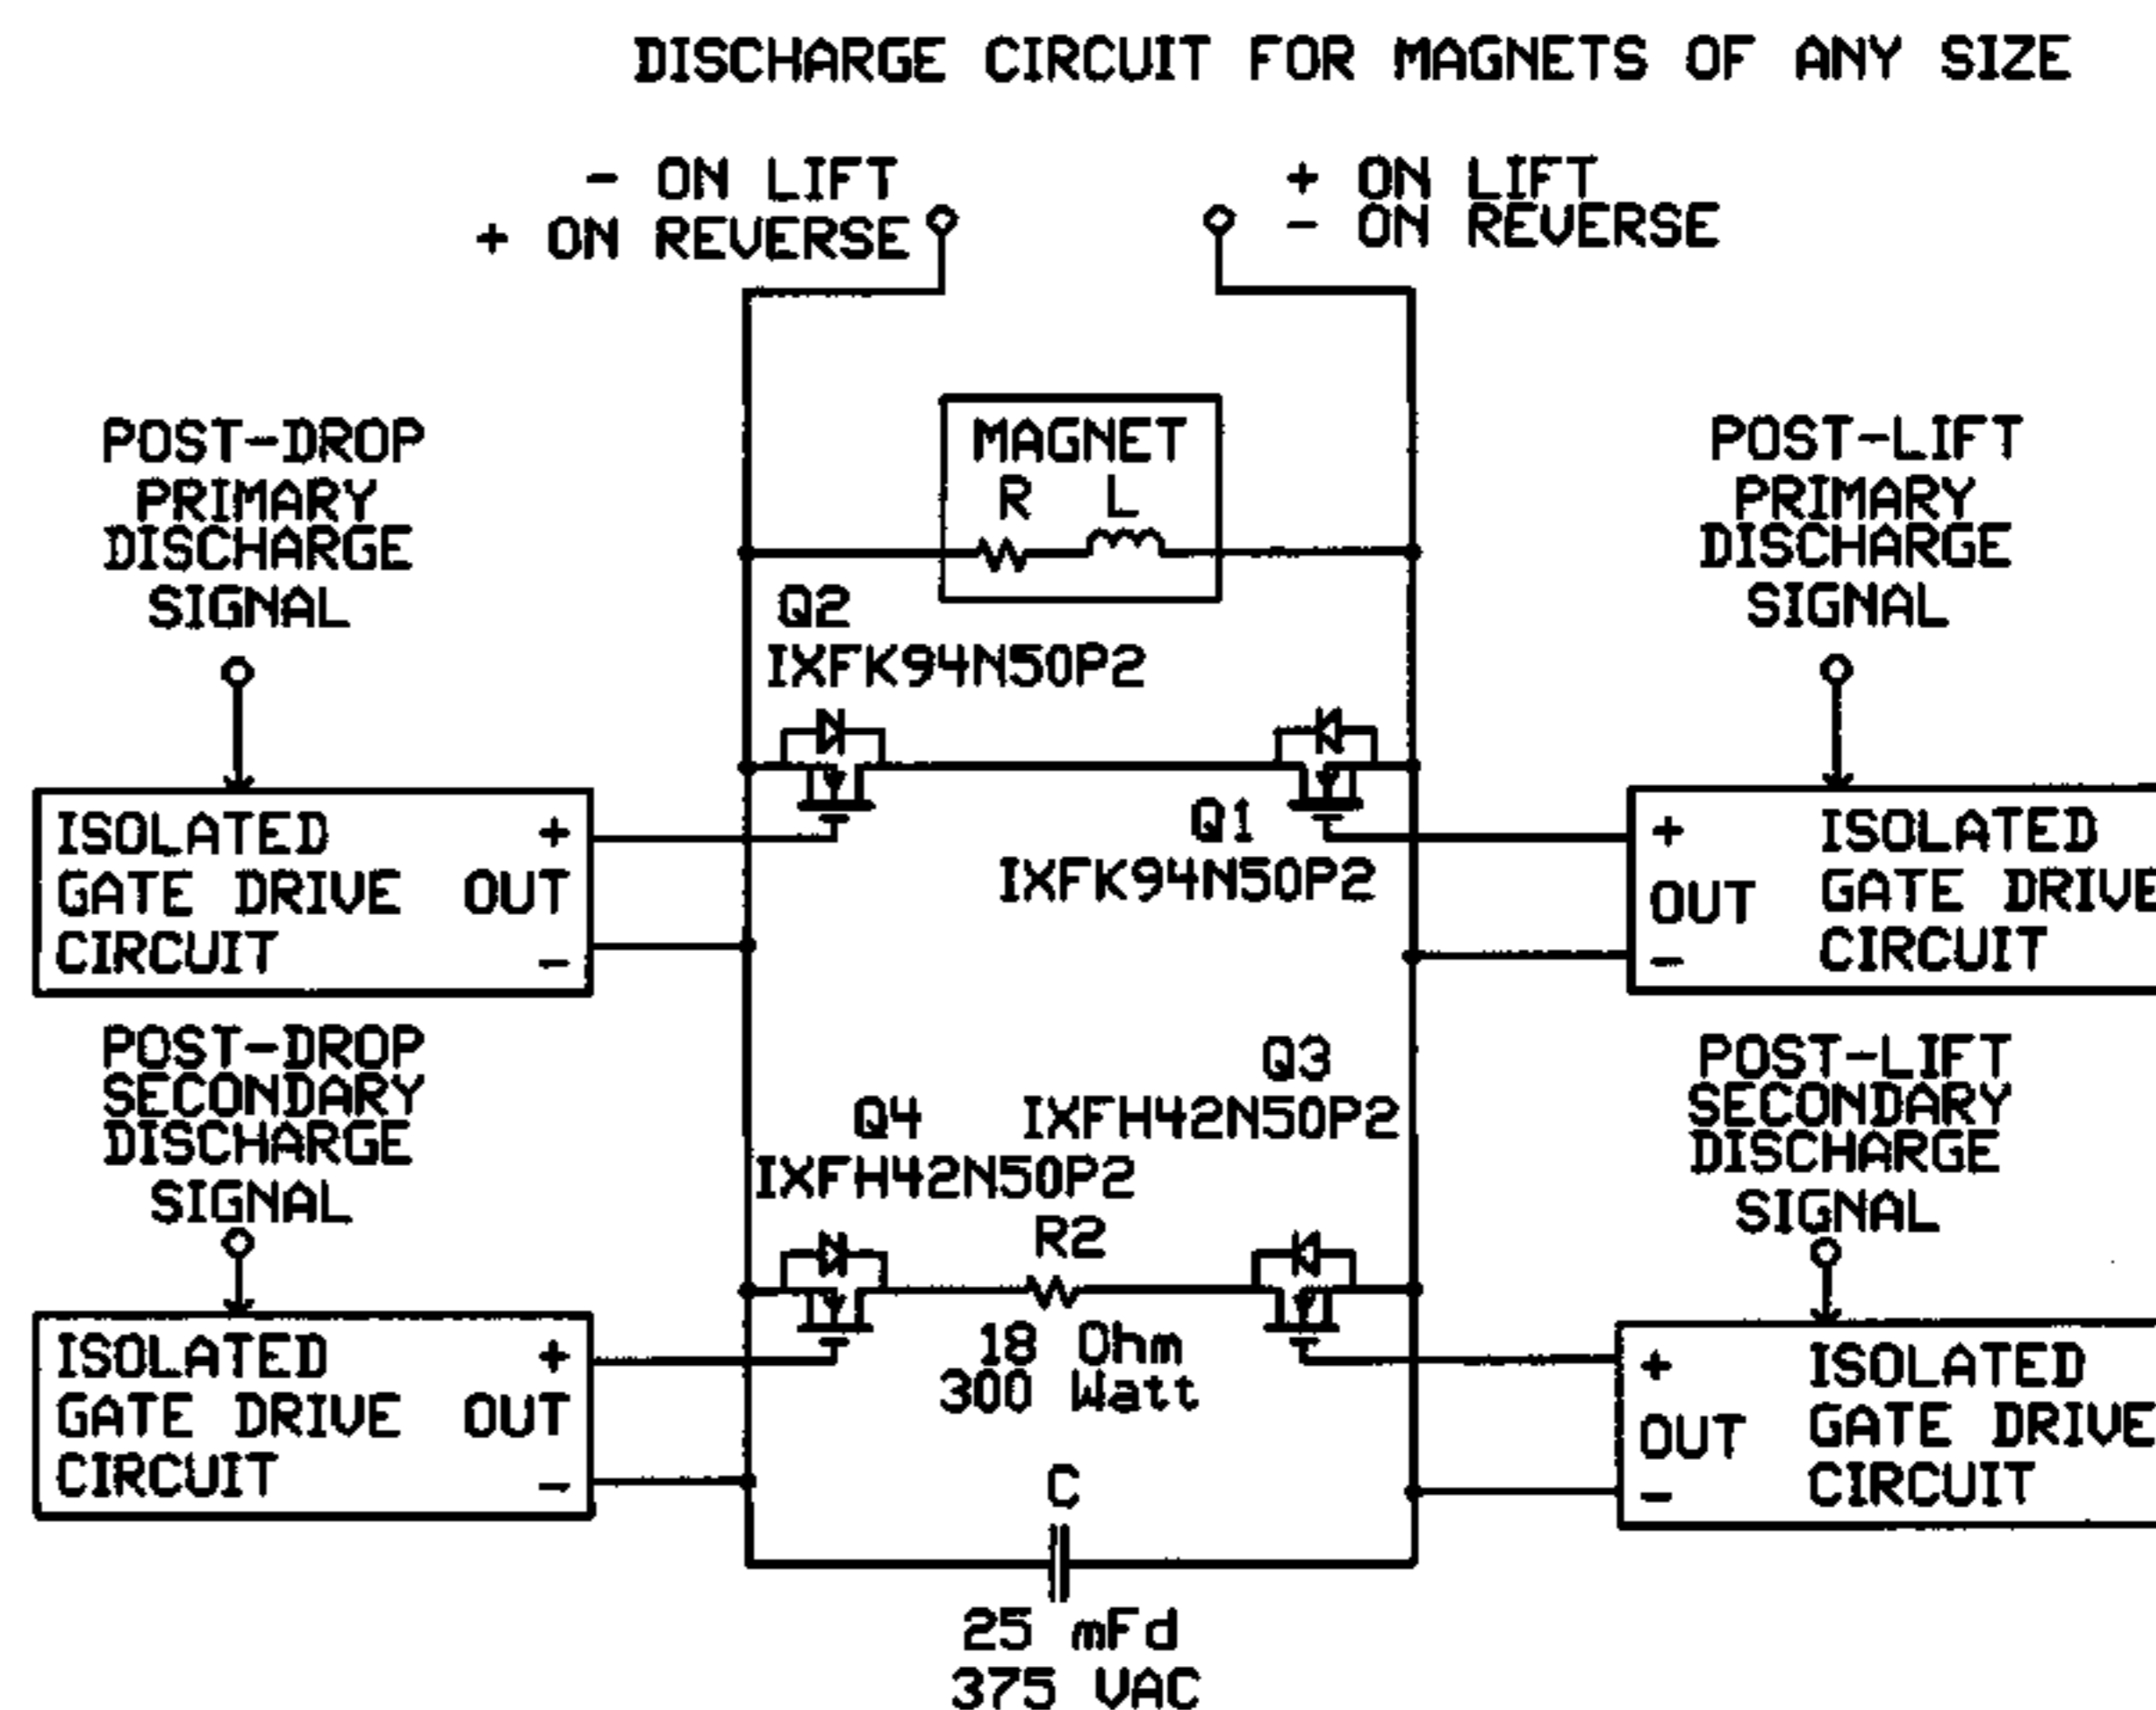 DISCHARGE CIRCUIT FOR MAGNETS OF ANY SIZE
- ON LIFT
+ ON REVERSE
+ ON LIFT
- ON REVERSE
MAGNET
R L
POST-DROP
PRIMARY
DISCHARGE
SIGNAL
POST-LIFT
PRIMARY
DISCHARGE
SIGNAL
Q2
IXFK94N50P2
Q1
IXFK94N50P2
ISOLATED +
GATE DRIVE OUT
CIRCUIT -
+ ISOLATED
OUT GATE DRIVE
- CIRCUIT
POST-DROP
SECONDARY
DISCHARGE
SIGNAL
POST-LIFT
SECONDARY
DISCHARGE
SIGNAL
Q3
IXFH42N50P2
Q4
IXFH42N50P2
R2
18 Ohm
300 Watt
ISOLATED +
GATE DRIVE OUT
CIRCUIT -
+ ISOLATED
OUT GATE DRIVE
- CIRCUIT
C
25 mFd
375 VAC